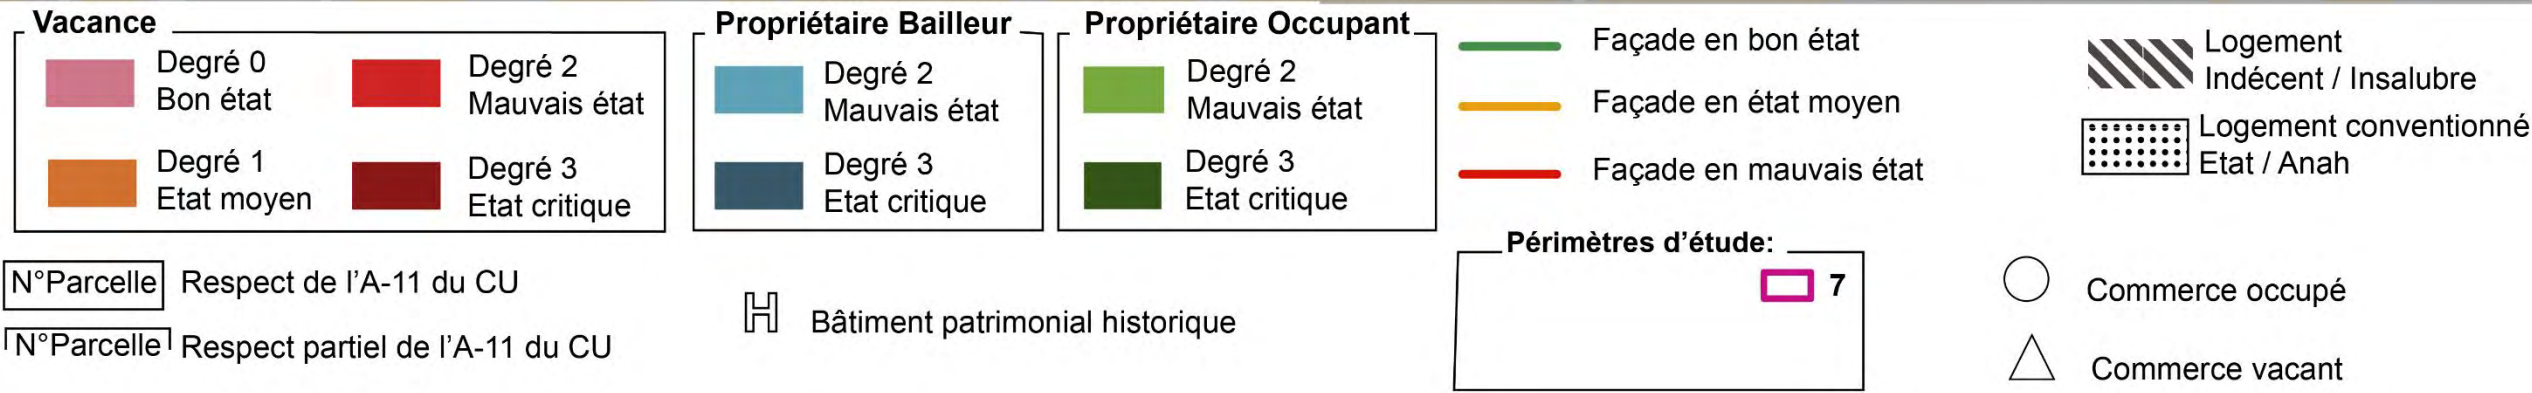 Vacance
Degré 0
Bon état
Degré 2
Mauvais état
Degré 1
Etat moyen
Degré 3
Etat critique
Propriétaire Bailleur
Degré 2
Mauvais état
Degré 3
Etat critique
Propriétaire Occupant
Degré 2
Mauvais état
Degré 3
Etat critique
Façade en bon état
Façade en état moyen
Façade en mauvais état
Logement
Indécent / Insalubre
Logement conventionné
Etat / Anah
N°Parcelle Respect de l'A-11 du CU
N°Parcelle Respect partiel de l'A-11 du CU
H Bâtiment patrimonial historique
Périmètres d'étude:
7
Commerce occupé
Commerce vacant